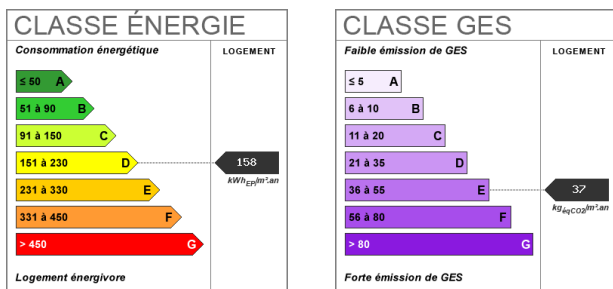 CLASSE ÉNERGIE
Consommation énergétique
LOGEMENT
≤ 50 A
51 à 90 B
91 à 150 C
151 à 230 D
158
kWhEP/m².an
231 à 330 E
331 à 450 F
> 450 G
Logement énergivore
CLASSE GES
Faible émission de GES
LOGEMENT
≤ 5 A
6 à 10 B
11 à 20 C
21 à 35 D
36 à 55 E
37
kgéqCO2/m².an
56 à 80 F
> 80 G
Forte émission de GES